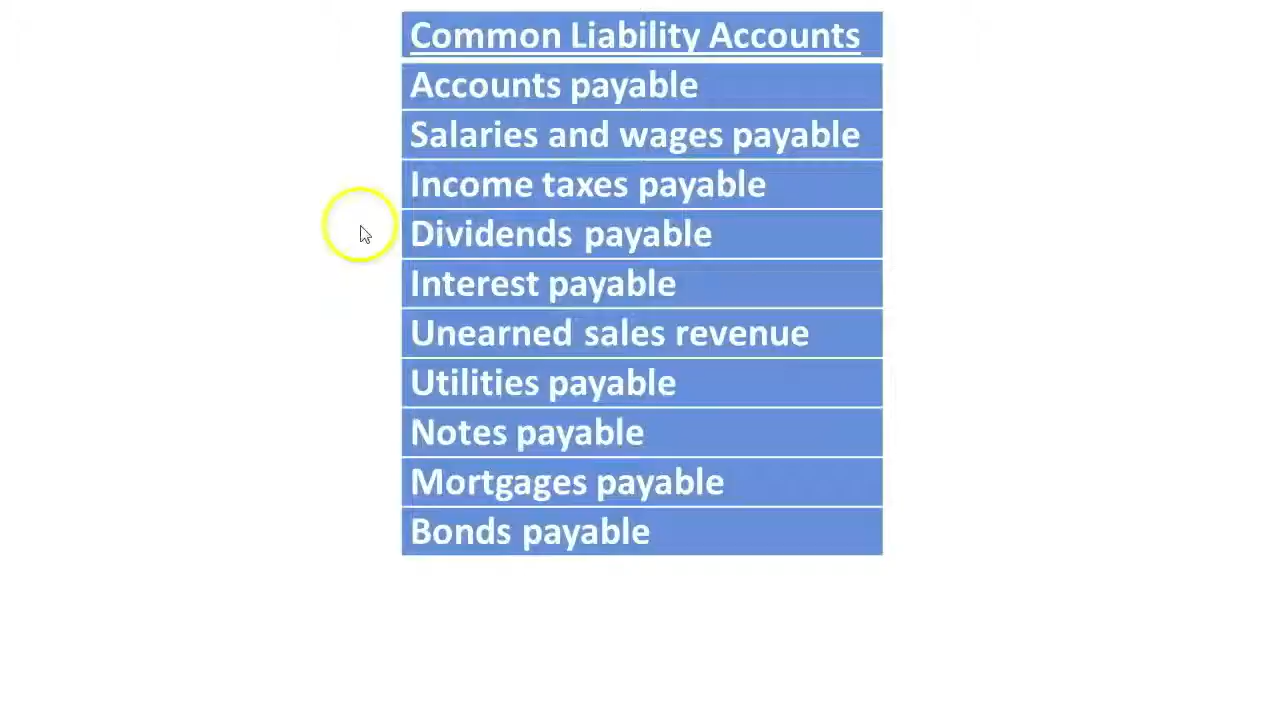 Common Liability Accounts
Accounts payable
Salaries and wages payable
Income taxes payable
Dividends payable
Interest payable
Unearned sales revenue
Utilities payable
Notes payable
Mortgages payable
Bonds payable